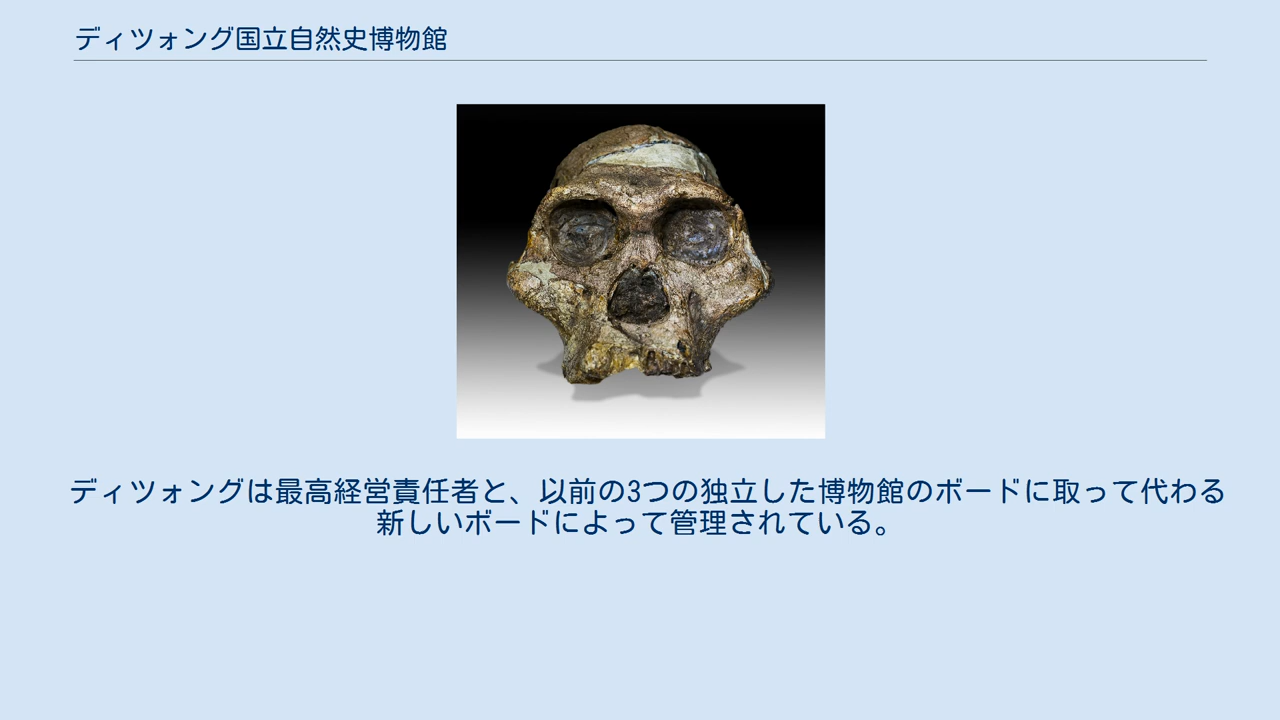 ディツォング国立自然史博物館
ディツォングは最高経営責任者と、以前の3つの独立した博物館のボードに取って代わる
新しいボードによって管理されている。